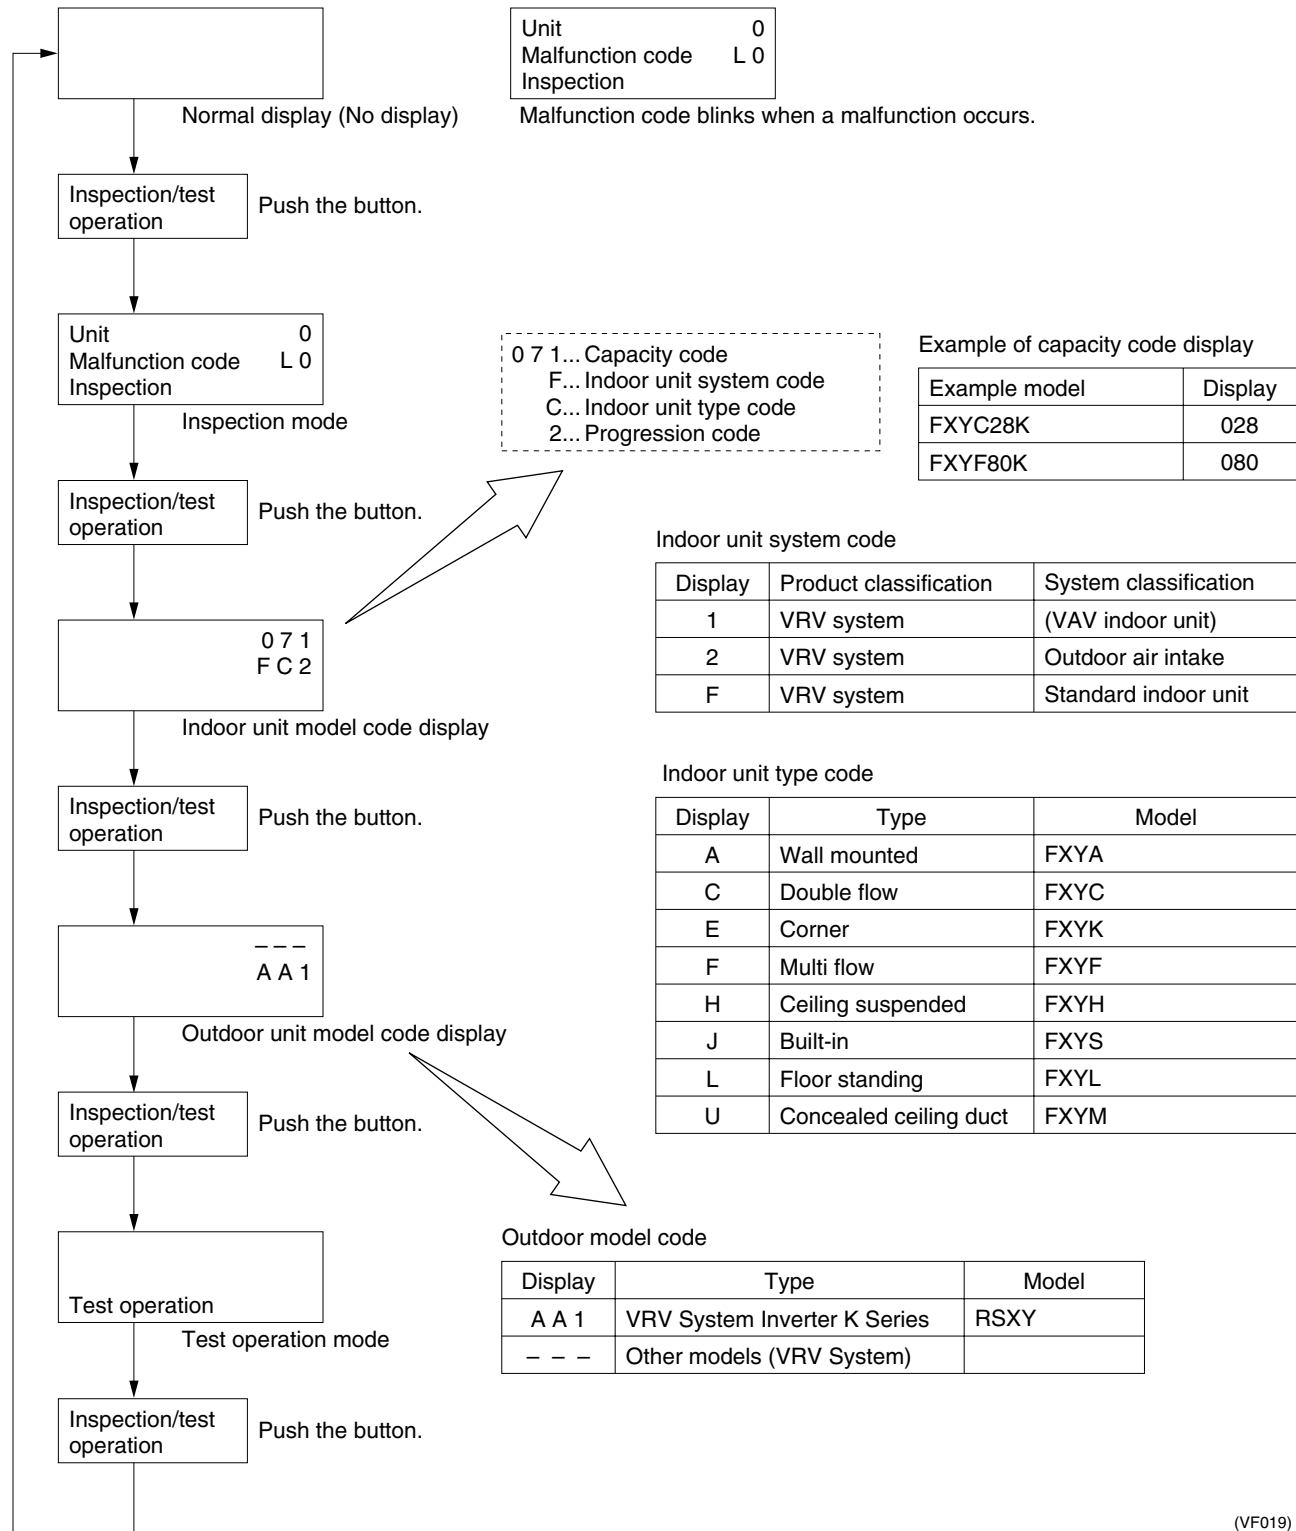 Unit 0
Malfunction code L 0
Inspection
Normal display (No display)
Malfunction code blinks when a malfunction occurs.
Inspection/test
operation
Push the button.
Unit 0
Malfunction code L 0
Inspection
Inspection mode
0 7 1... Capacity code
F... Indoor unit system code
C... Indoor unit type code
2... Progression code
Example of capacity code display
Example model Display
FXYC28K 028
FXYF80K 080
Inspection/test
operation
Push the button.
Indoor unit system code
Display Product classification System classification
1 VRV system (VAV indoor unit)
2 VRV system Outdoor air intake
F VRV system Standard indoor unit
0 7 1
F C 2
Indoor unit model code display
Inspection/test
operation
Push the button.
Indoor unit type code
Display Type Model
A Wall mounted FXYA
C Double flow FXYC
E Corner FXYK
F Multi flow FXYF
H Ceiling suspended FXYH
J Built-in FXYS
L Floor standing FXYL
U Concealed ceiling duct FXYM
– – –
A A 1
Outdoor unit model code display
Inspection/test
operation
Push the button.
Test operation
Test operation mode
Outdoor model code
Display Type Model
A A 1 VRV System Inverter K Series RSXY
– – – Other models (VRV System)
Inspection/test
operation
Push the button.
(VF019)